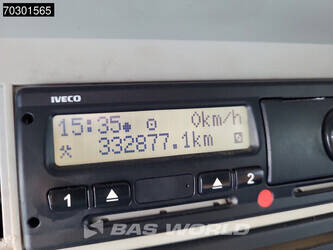 70301565
IVECO
15:35 0km/h
332877.1km
1 2
BAS WORLD